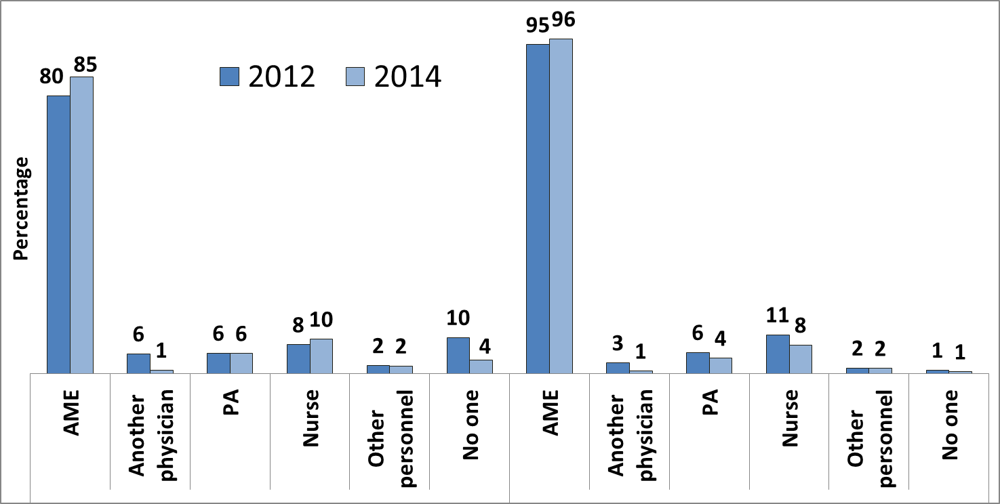 95 96
80 85
2012 2014
Percentage
6 1
6 6
8 10
2 2
10 4
3 1
6 4
11 8
2 2
1 1
AME
Another
physician
PA
Nurse
Other
personnel
No one
AME
Another
physician
PA
Nurse
Other
personnel
No one